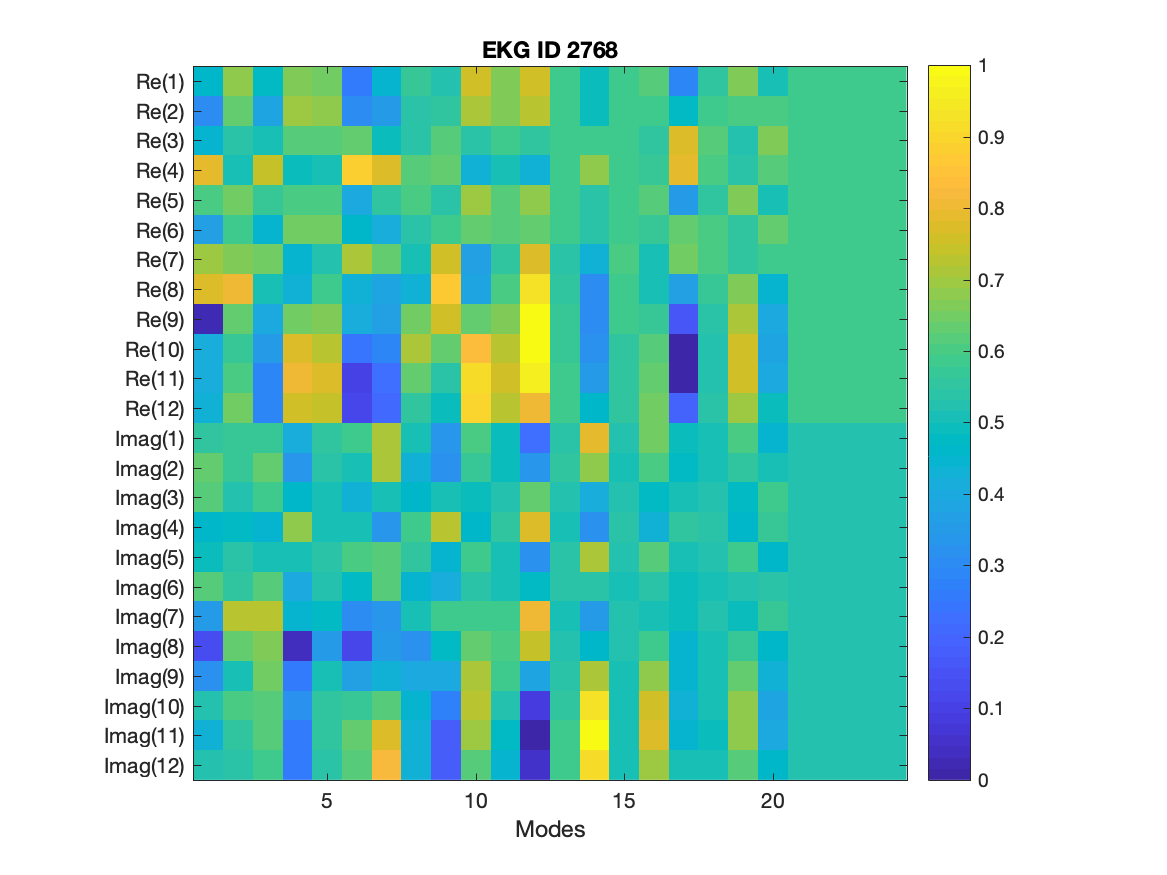 EKG ID 2768
Re(1)
Re(2)
Re(3)
Re(4)
Re(5)
Re(6)
Re(7)
Re(8)
Re(9)
Re(10)
Re(11)
Re(12)
Imag(1)
Imag(2)
Imag(3)
Imag(4)
Imag(5)
Imag(6)
Imag(7)
Imag(8)
Imag(9)
Imag(10)
Imag(11)
Imag(12)
5 10 15 20
Modes
1
0.9
0.8
0.7
0.6
0.5
0.4
0.3
0.2
0.1
0